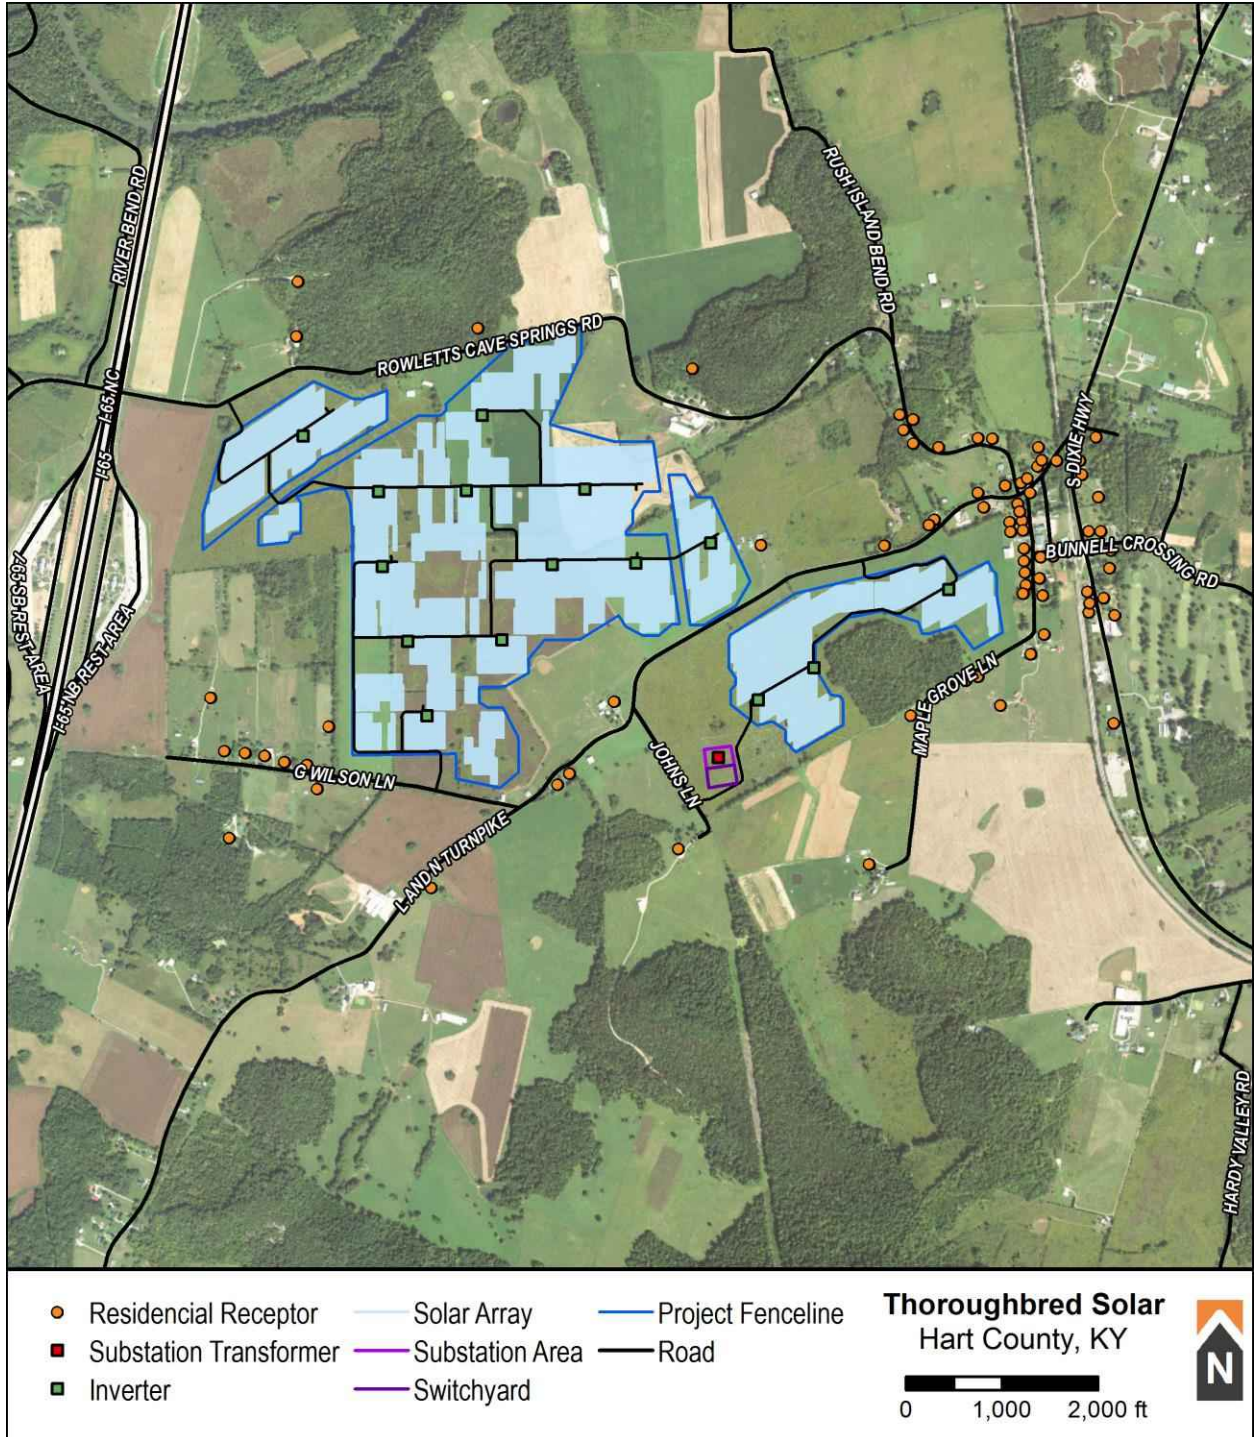 RIVER BEND RD
RUSH ISLAND BEND RD
ROWLETTS CAVE SPRINGS RD
I-65 NC
I-65
S DIXIE HWY
BUNNELL CROSSING RD
I-65 SB REST AREA
I-65 NB REST AREA
MAPLE GROVE LN
G WILSON LN
JOHNS LN
L AND N TURNPIKE
HARDY VALLEY RD
Residencial Receptor
Solar Array
Project Fenceline
Substation Transformer
Substation Area
Road
Inverter
Switchyard
Thoroughbred Solar
Hart County, KY
0 1,000 2,000 ft
N